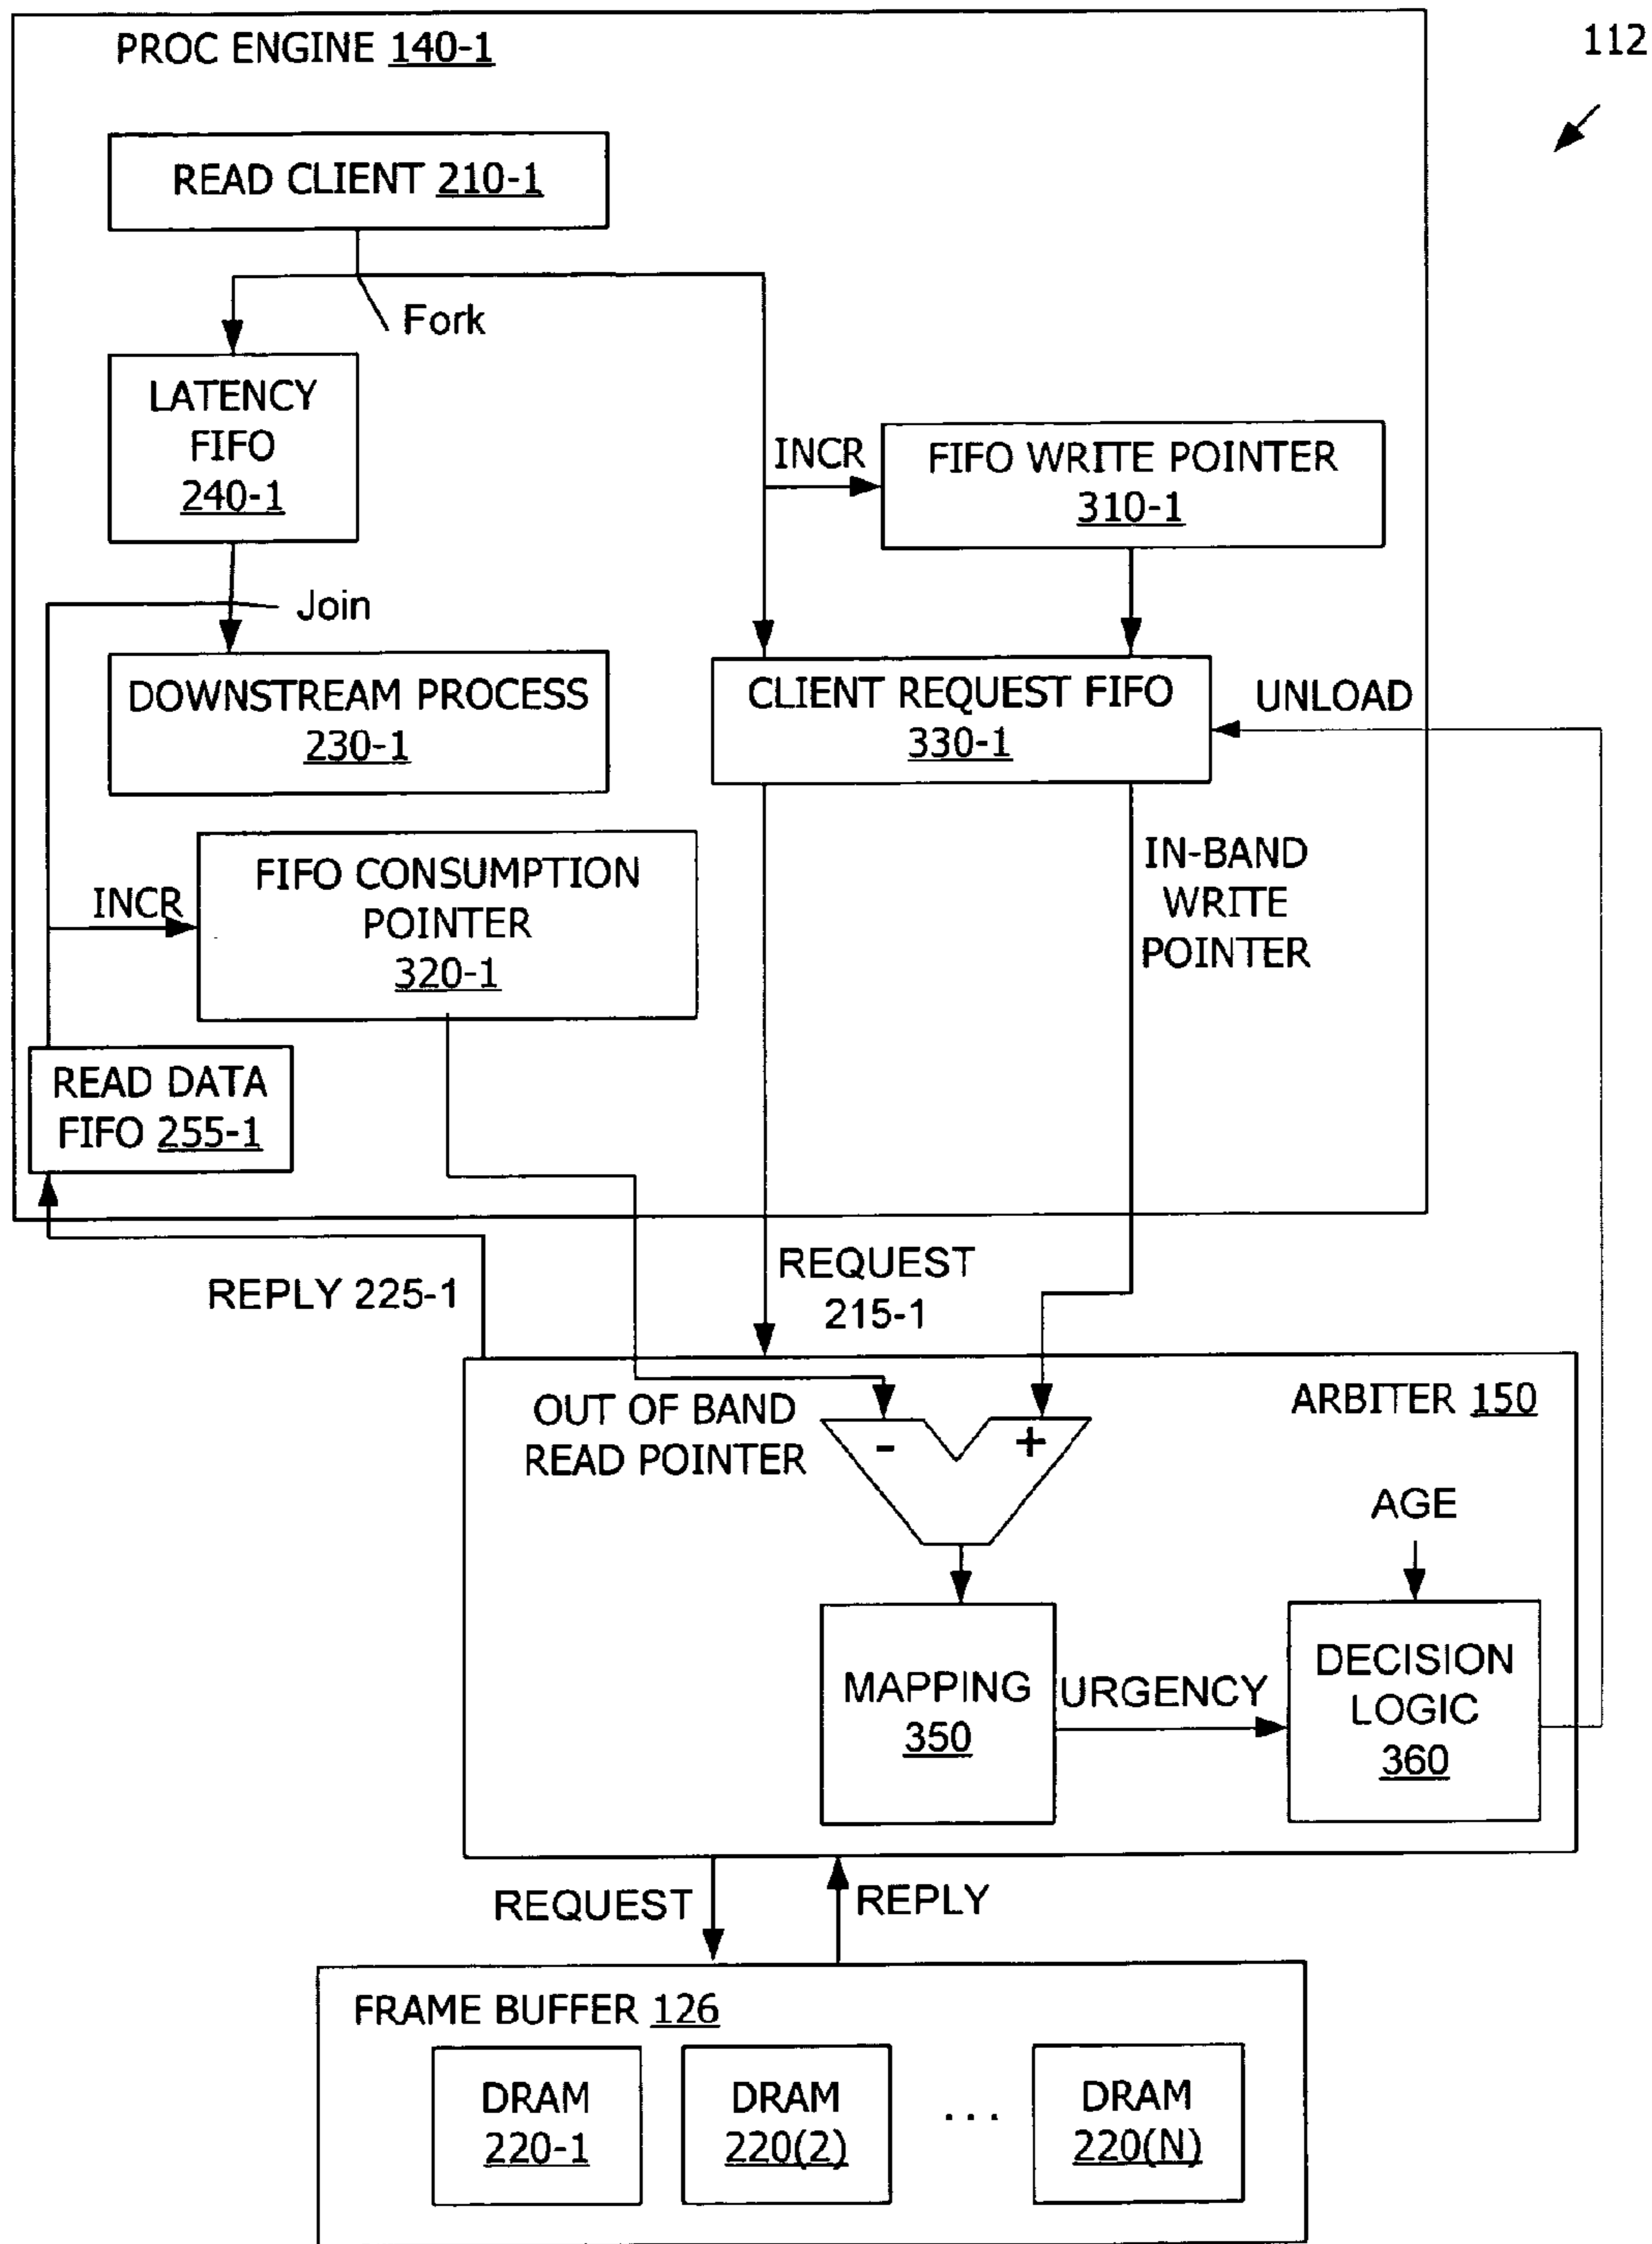 PROC ENGINE 140-1
112
READ CLIENT 210-1
Fork
LATENCY
FIFO
240-1
INCR
FIFO WRITE POINTER
310-1
Join
DOWNSTREAM PROCESS
230-1
CLIENT REQUEST FIFO
330-1
UNLOAD
INCR
FIFO CONSUMPTION
POINTER
320-1
IN-BAND
WRITE
POINTER
READ DATA
FIFO 255-1
REPLY 225-1
REQUEST
215-1
OUT OF BAND
READ POINTER
- +
ARBITER 150
AGE
MAPPING
350
URGENCY
DECISION
LOGIC
360
REQUEST
REPLY
FRAME BUFFER 126
DRAM
220-1
DRAM
220(2)
...
DRAM
220(N)